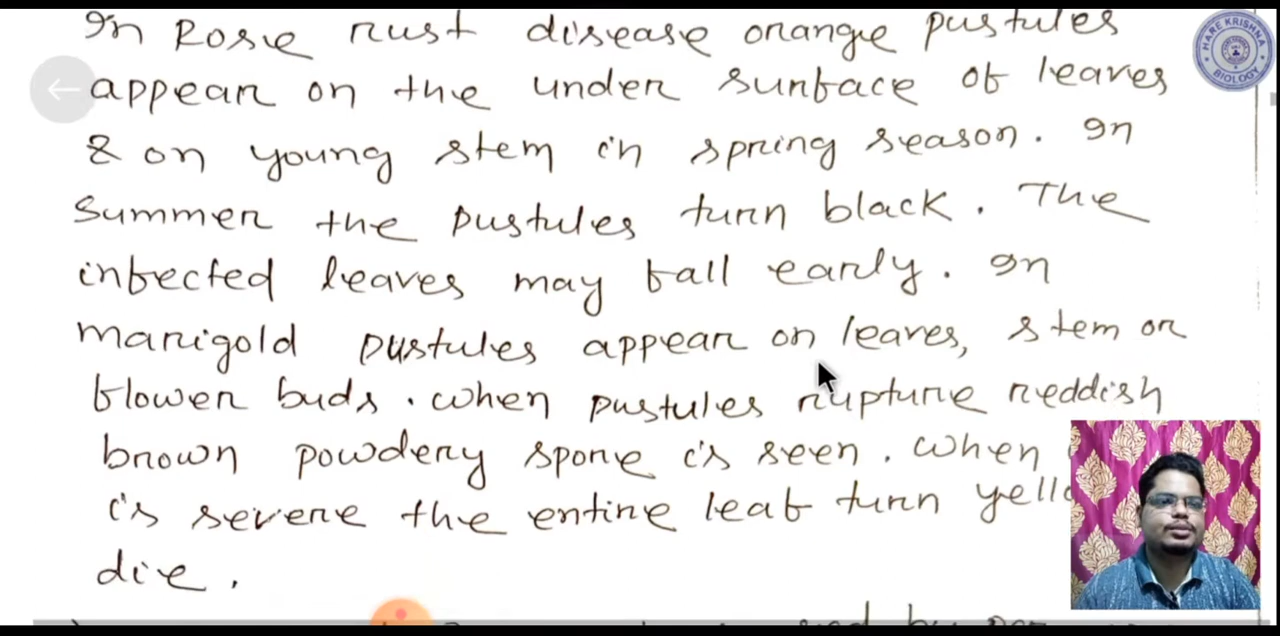 In Rose rust disease orange pustules
appear on the under surface of leaves
& on young stem in spring season. In
Summer the pustules turn black. The
infected leaves may fall early. In
marigold pustules appear on leaves, stem or
flower buds. when pustules rupture reddish
brown powdery spore is seen. when
is severe the entire leaf turn
die.
HARE KRISHNA
BIOLOGY